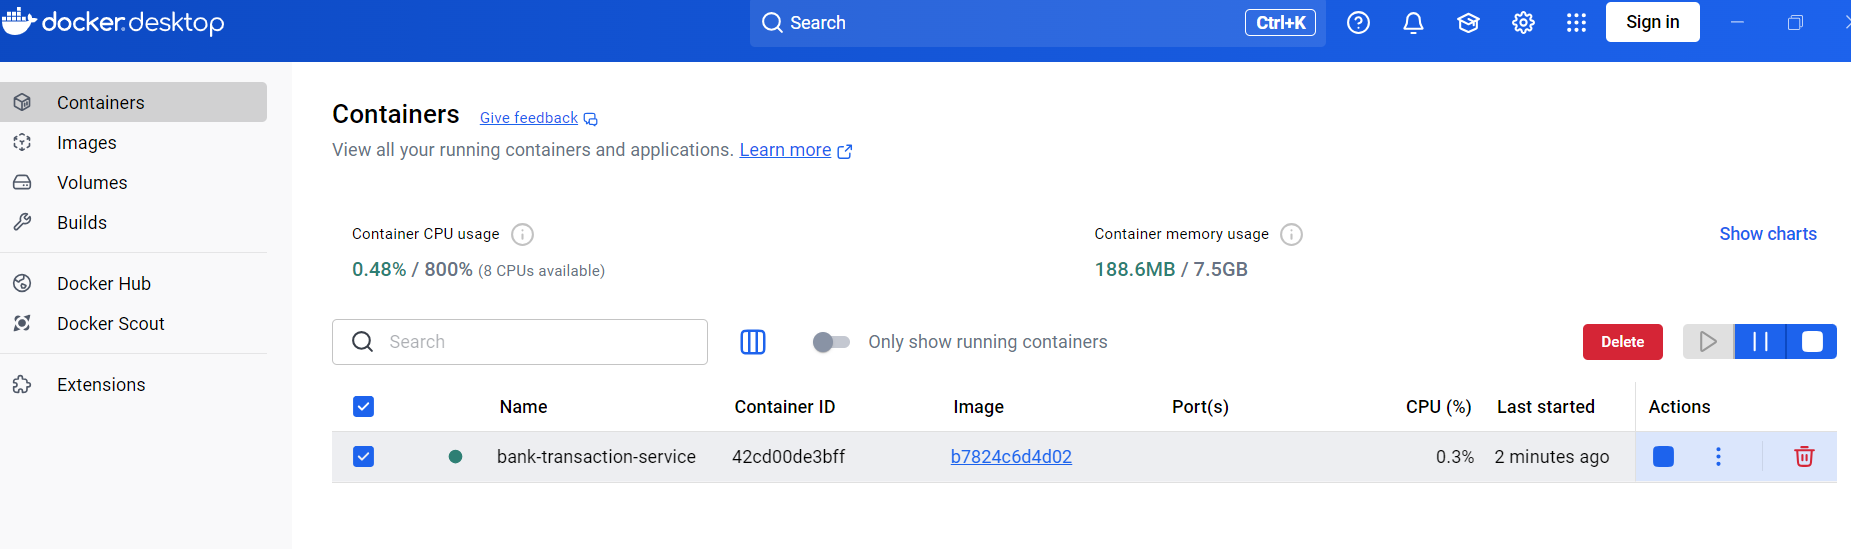 docker.desktop
Search
Ctrl+K
Sign in
Containers
Images
Volumes
Builds
Docker Hub
Docker Scout
Extensions
Containers Give feedback
View all your running containers and applications. Learn more
Container CPU usage
0.48% / 800% (8 CPUs available)
Container memory usage
188.6MB / 7.5GB
Show charts
Search
Only show running containers
Delete
Name Container ID Image Port(s) CPU (%) Last started Actions
bank-transaction-service 42cd00de3bff b7824c6d4d02 0.3% 2 minutes ago